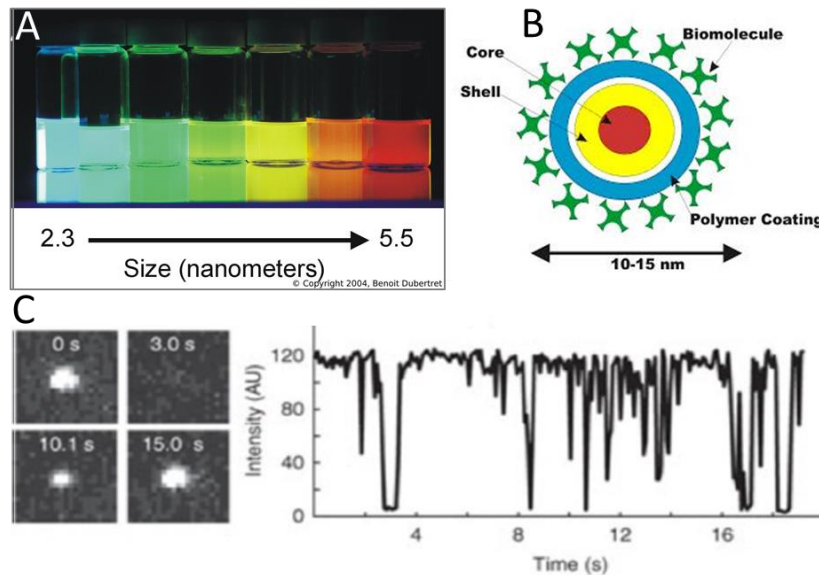 A
2.3
5.5
Size (nanometers)
© Copyright 2004, Benoit Dubertret
B
Biomolecule
Core
Shell
Polymer Coating
10-15 nm
C
0 s
3.0 s
10.1 s
15.0 s
Intensity (AU)
120
80
40
0
4
8
12
16
Time (s)